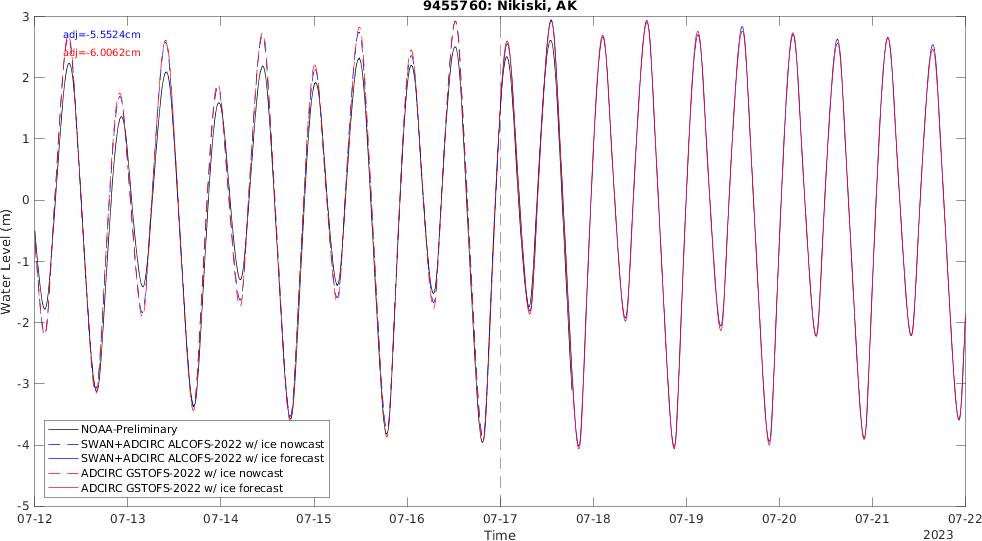 9455760: Nikiski, AK
adj=-5.5524
adj=-6.0062
Water Level (m)
3
2
1
0
-1
-2
-3
-4
-5
NOAA-Preliminary
SWAN+ADCIRC ALCOFS-2022 w/ ice nowcast
SWAN+ADCIRC ALCOFS-2022 w/ ice forecast
ADCIRC GSTOFS-2022 w/ ice nowcast
ADCIRC GSTOFS-2022 w/ ice forecast
07-12 07-13 07-14 07-15 07-16 07-17 07-18 07-19 07-20 07-21 07-22
Time
2023